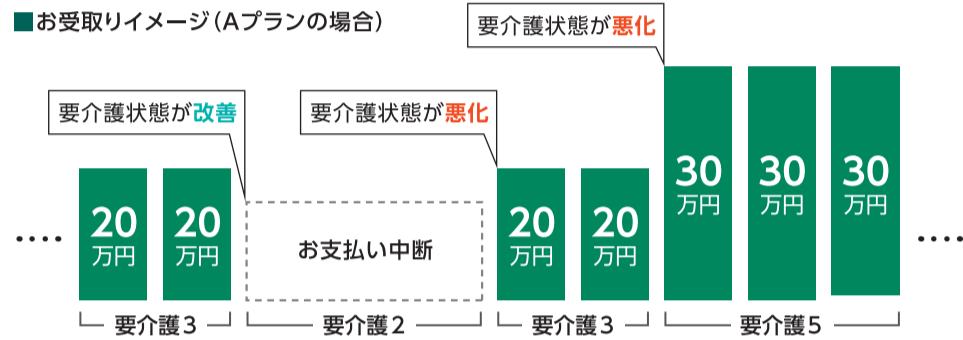 ■お受取りイメージ（Aプランの場合）
要介護状態が悪化
要介護状態が改善
要介護状態が悪化
20
万円
20
万円
お支払い中断
20
万円
20
万円
30
万円
30
万円
30
万円
‥‥
‥‥
要介護3
要介護2
要介護3
要介護5